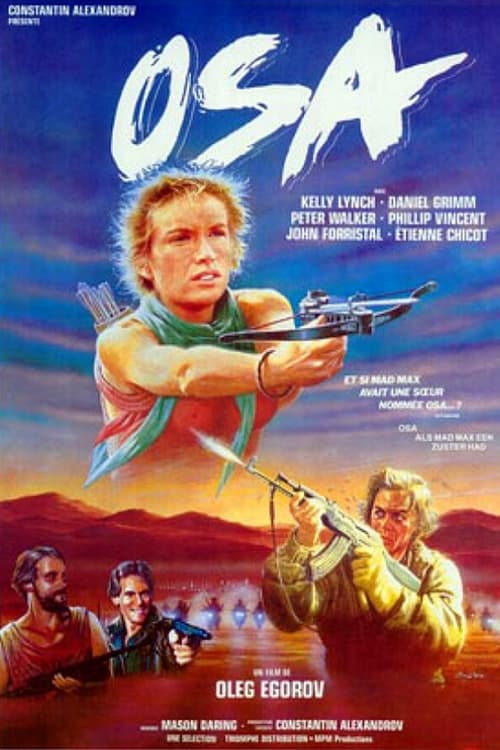 CONSTANTIN ALEXANDROV
PRÉSENTE
OSA
AVEC
KELLY LYNCH · DANIEL GRIMM
PETER WALKER · PHILLIP VINCENT
JOHN FORRISTAL · ÉTIENNE CHICOT
ET SI MAD MAX
AVAIT UNE SŒUR
NOMMÉE OSA...?
OSA
ALS MAD MAX EEN
ZUSTER HAD
UN FILM DE
OLEG EGOROV
MASON DARING CONSTANTIN ALEXANDROV
UNE SÉLECTION · TRIOMPHE DISTRIBUTION · MPM Productions